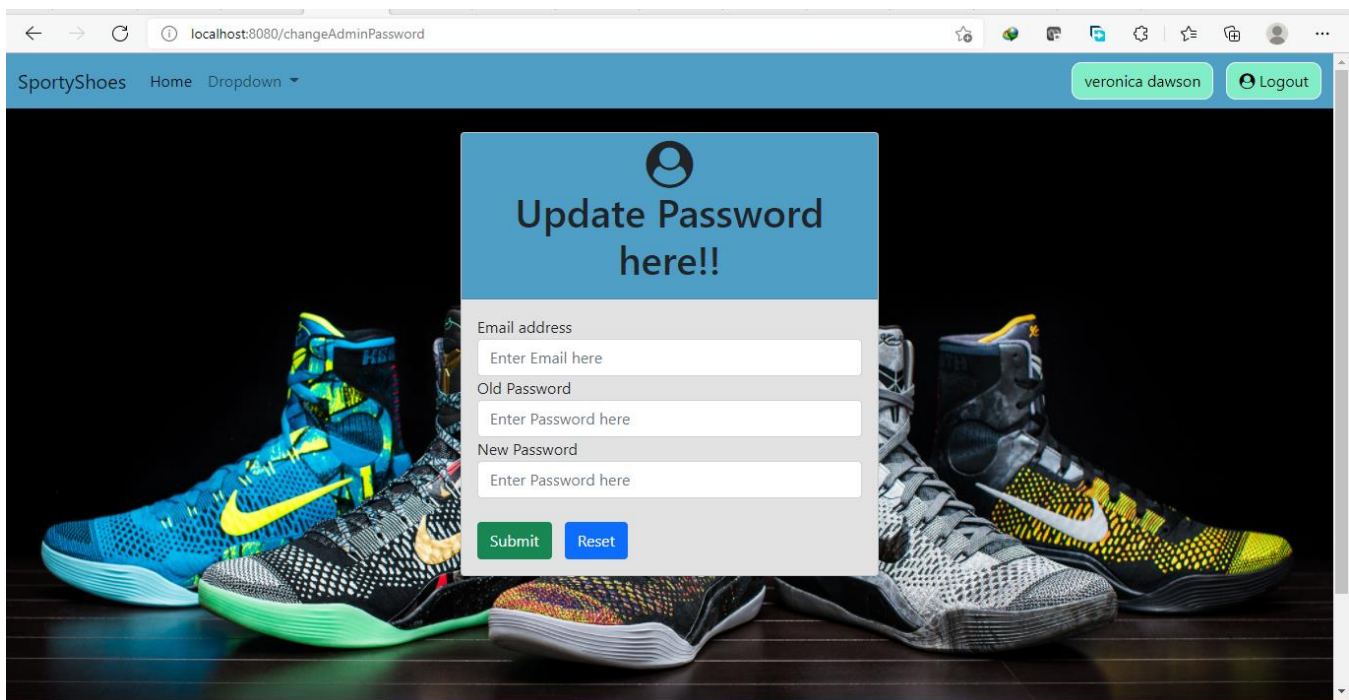 localhost:8080/changeAdminPassword
SportyShoes Home Dropdown veronica dawson Logout
Update Password
here!!
Email address
Enter Email here
Old Password
Enter Password here
New Password
Enter Password here
Submit Reset